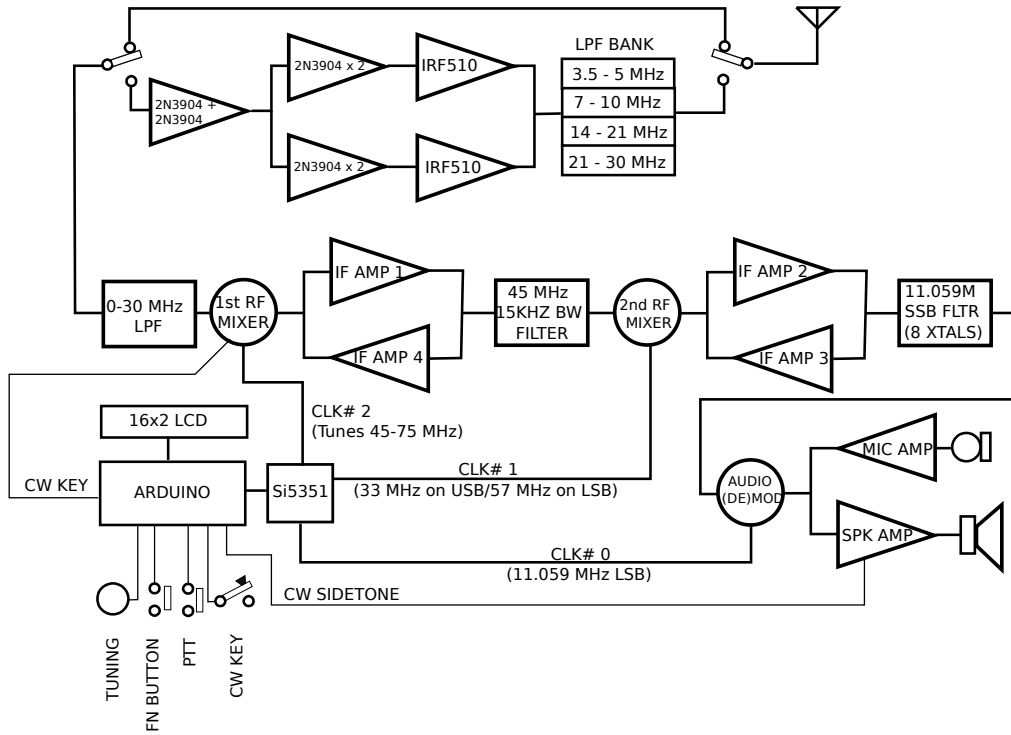 LPF BANK
3.5 - 5 MHz
7 - 10 MHz
14 - 21 MHz
21 - 30 MHz
2N3904 x 2
IRF510
2N3904 +
2N3904
2N3904 x 2
IRF510
0-30 MHz
LPF
1st RF
MIXER
IF AMP 1
IF AMP 4
45 MHz
15KHZ BW
FILTER
2nd RF
MIXER
IF AMP 2
IF AMP 3
11.059M
SSB FLTR
(8 XTALS)
16x2 LCD
CLK# 2
(Tunes 45-75 MHz)
CW KEY
ARDUINO
Si5351
CLK# 1
(33 MHz on USB/57 MHz on LSB)
AUDIO
(DE)MOD
MIC AMP
SPK AMP
CLK# 0
(11.059 MHz LSB)
CW SIDETONE
TUNING
FN BUTTON
PTT
CW KEY